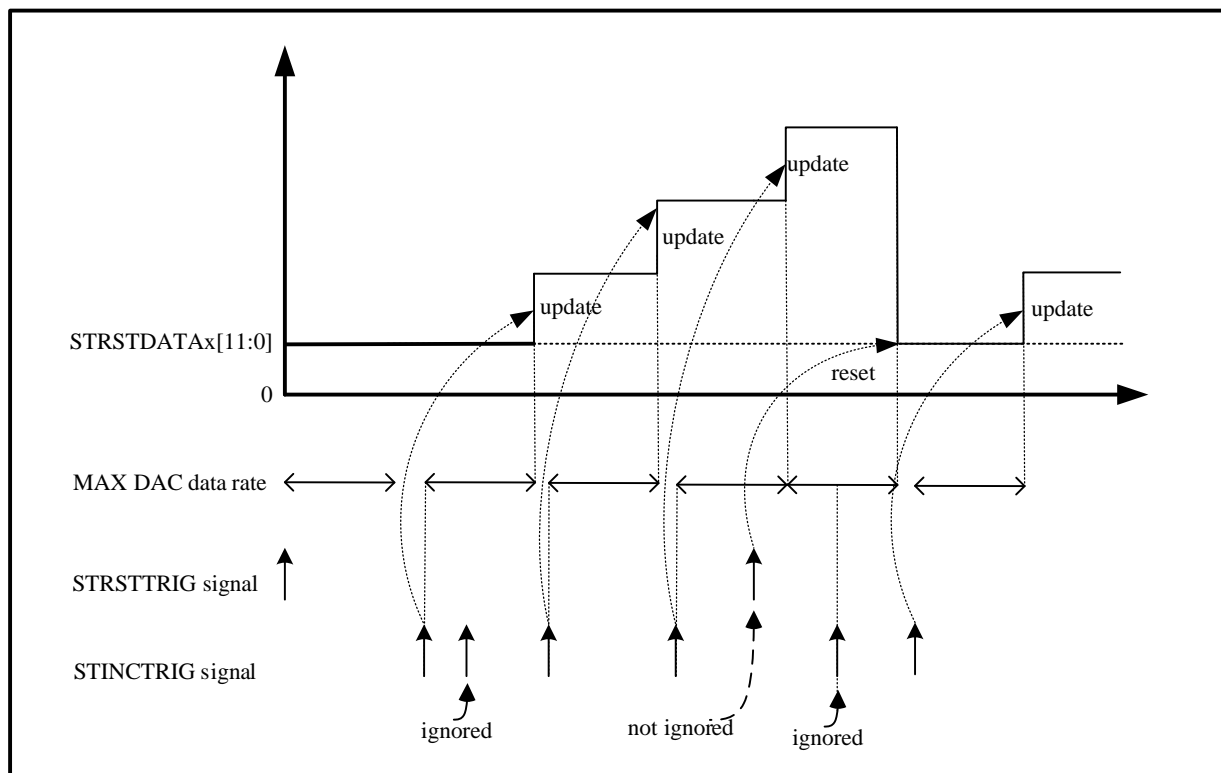 update
update
update
STRSTDATAx[11:0]
update
reset
0
MAX DAC data rate
STRSTTRIG signal
STINCTRIG signal
ignored
not ignored
ignored